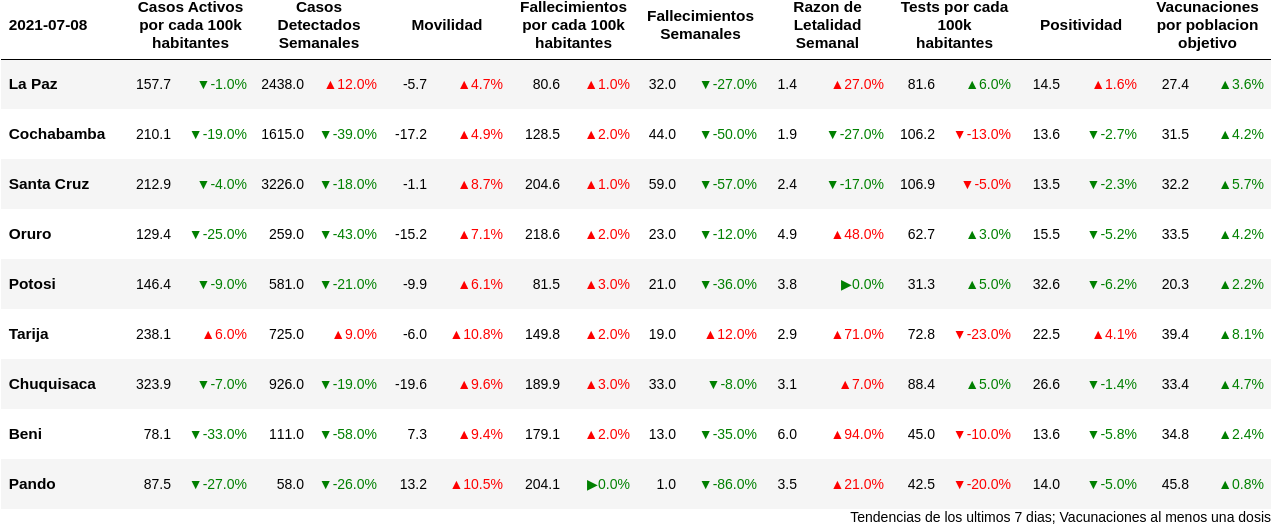 2021-07-08 Casos Activos por cada 100k habitantes Casos Detectados Semanales Movilidad Fallecimientos por cada 100k habitantes Fallecimientos Semanales Razon de Letalidad Semanal Tests por cada 100k habitantes Positividad Vacunaciones por poblacion objetivo
La Paz 157.7 ▼-1.0% 2438.0 ▲12.0% -5.7 ▲4.7% 80.6 ▲1.0% 32.0 ▼-27.0% 1.4 ▲27.0% 81.6 ▲6.0% 14.5 ▲1.6% 27.4 ▲3.6%
Cochabamba 210.1 ▼-19.0% 1615.0 ▼-39.0% -17.2 ▲4.9% 128.5 ▲2.0% 44.0 ▼-50.0% 1.9 ▼-27.0% 106.2 ▼-13.0% 13.6 ▼-2.7% 31.5 ▲4.2%
Santa Cruz 212.9 ▼-4.0% 3226.0 ▼-18.0% -1.1 ▲8.7% 204.6 ▲1.0% 59.0 ▼-57.0% 2.4 ▼-17.0% 106.9 ▼-5.0% 13.5 ▼-2.3% 32.2 ▲5.7%
Oruro 129.4 ▼-25.0% 259.0 ▼-43.0% -15.2 ▲7.1% 218.6 ▲2.0% 23.0 ▼-12.0% 4.9 ▲48.0% 62.7 ▲3.0% 15.5 ▼-5.2% 33.5 ▲4.2%
Potosi 146.4 ▼-9.0% 581.0 ▼-21.0% -9.9 ▲6.1% 81.5 ▲3.0% 21.0 ▼-36.0% 3.8 ▶0.0% 31.3 ▲5.0% 32.6 ▼-6.2% 20.3 ▲2.2%
Tarija 238.1 ▲6.0% 725.0 ▲9.0% -6.0 ▲10.8% 149.8 ▲2.0% 19.0 ▲12.0% 2.9 ▲71.0% 72.8 ▼-23.0% 22.5 ▲4.1% 39.4 ▲8.1%
Chuquisaca 323.9 ▼-7.0% 926.0 ▼-19.0% -19.6 ▲9.6% 189.9 ▲3.0% 33.0 ▼-8.0% 3.1 ▲7.0% 88.4 ▲5.0% 26.6 ▼-1.4% 33.4 ▲4.7%
Beni 78.1 ▼-33.0% 111.0 ▼-58.0% 7.3 ▲9.4% 179.1 ▲2.0% 13.0 ▼-35.0% 6.0 ▲94.0% 45.0 ▼-10.0% 13.6 ▼-5.8% 34.8 ▲2.4%
Pando 87.5 ▼-27.0% 58.0 ▼-26.0% 13.2 ▲10.5% 204.1 ▶0.0% 1.0 ▼-86.0% 3.5 ▲21.0% 42.5 ▼-20.0% 14.0 ▼-5.0% 45.8 ▲0.8%
Tendencias de los ultimos 7 dias; Vacunaciones al menos una dosis